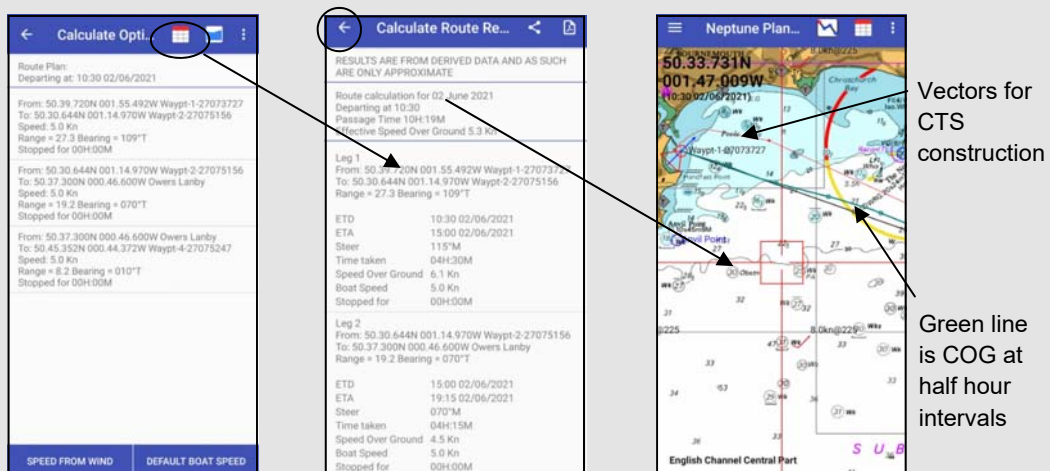 Calculate Opti...
Route Plan:
Departing at: 10:30 02/06/2021
From: 50.39.720N 001.55.492W Waypt-1-27073727
To: 50.30.644N 001.14.970W Waypt-2-27075156
Speed: 5.0 Kn
Range = 27.3 Bearing = 109°T
Stopped for 00H:00M
From: 50.30.644N 001.14.970W Waypt-2-27075156
To: 50.37.300N 000.46.600W Owers Lanby
Speed: 5.0 Kn
Range = 19.2 Bearing = 070°T
Stopped for 00H:00M
From: 50.37.300N 000.46.600W Owers Lanby
To: 50.45.352N 000.44.372W Waypt-4-27075247
Speed: 5.0 Kn
Range = 8.2 Bearing = 010°T
Stopped for 00H:00M
SPEED FROM WIND DEFAULT BOAT SPEED
Calculate Route Re...
RESULTS ARE FROM DERIVED DATA AND AS SUCH
ARE ONLY APPROXIMATE
Route calculation for 02 June 2021
Departing at 10:30
Passage Time 10H:19M
Effective Speed Over Ground 5.3 Kn
Leg 1
From: 50.39.720N 001.55.492W Waypt-1-27073727
To: 50.30.644N 001.14.970W Waypt-2-27075156
Range = 27.3 Bearing = 109°T
ETD 10:30 02/06/2021
ETA 15:00 02/06/2021
Steer 115°M
Time taken 04H:30M
Speed Over Ground 6.1 Kn
Boat Speed 5.0 Kn
Stopped for 00H:00M
Leg 2
From: 50.30.644N 001.14.970W Waypt-2-27075156
To: 50.37.300N 000.46.600W Owers Lanby
Range = 19.2 Bearing = 070°T
ETD 15:00 02/06/2021
ETA 19:15 02/06/2021
Steer 070°M
Time taken 04H:15M
Speed Over Ground 4.5 Kn
Boat Speed 5.0 Kn
Stopped for 00H:00M
Neptune Plan...
BOURNEMOUTH
8.0kn@225
50.33.731N
001.47.009W
(10:30 02/06/2021)
Christchurch
Bay
Poole
Waypt-1-27073727
Handfast Point
Anvil Point
8.0kn@225
S U B
English Channel Central Part
Vectors for
CTS
construction
Green line
is COG at
half hour
intervals